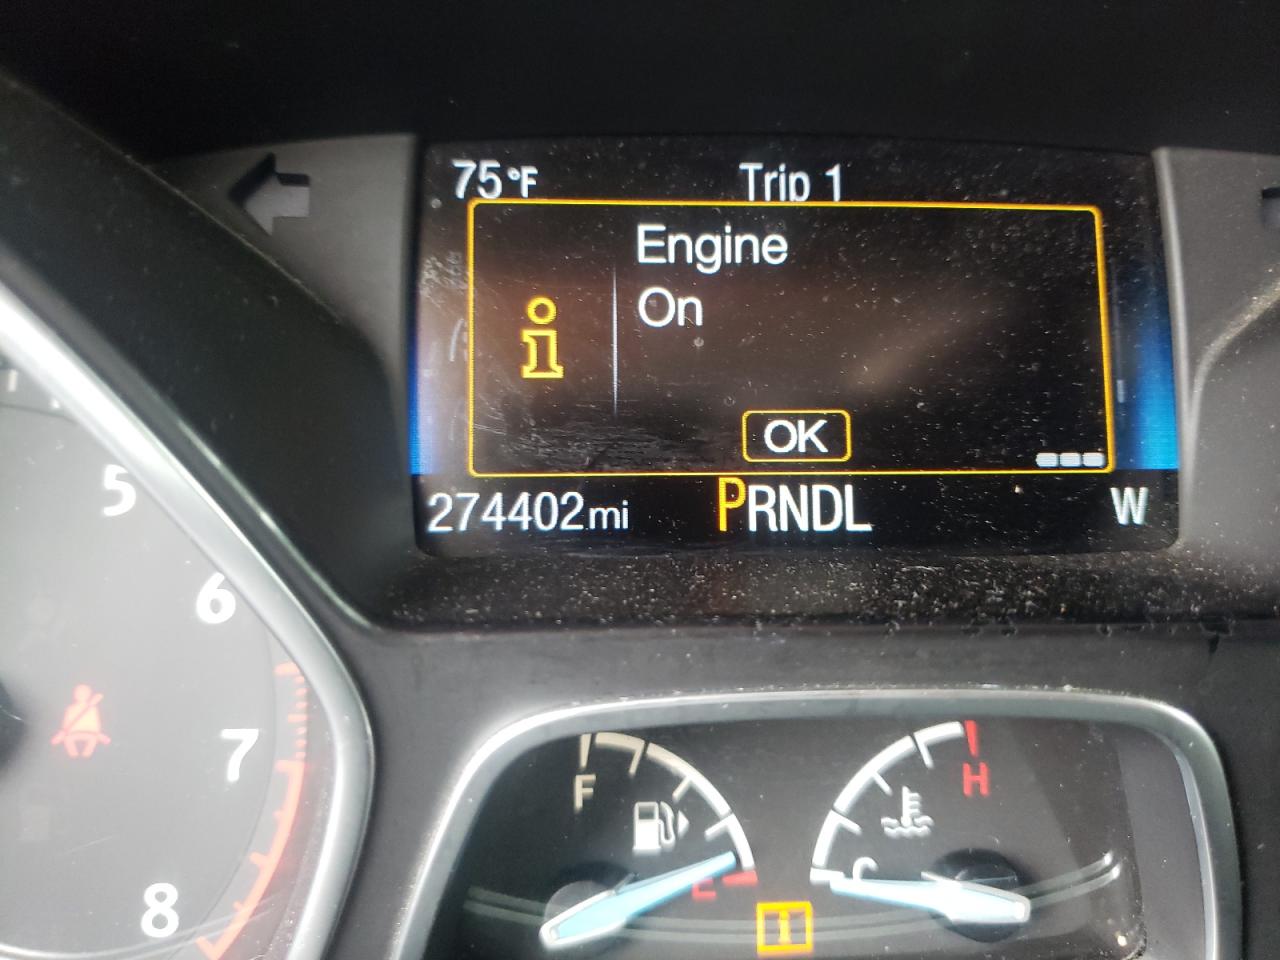 75°F Trip 1
Engine
On
OK
274402mi PRNDL W
5
6
7
8
F
E
H
C